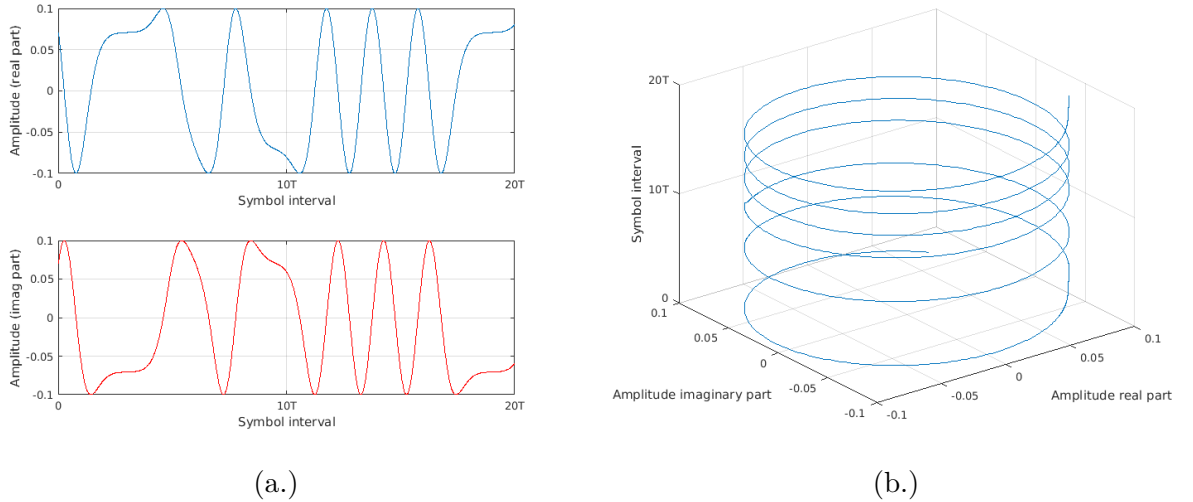 0.1
0.05
0
-0.05
-0.1
Amplitude (real part)
0
10T
20T
Symbol interval
0.1
0.05
0
-0.05
-0.1
Amplitude (imag part)
0
10T
20T
Symbol interval
(a.)
20T
10T
0
Symbol interval
0.1
0.05
0
-0.05
-0.1
Amplitude imaginary part
-0.1
-0.05
0
0.05
0.1
Amplitude real part
(b.)